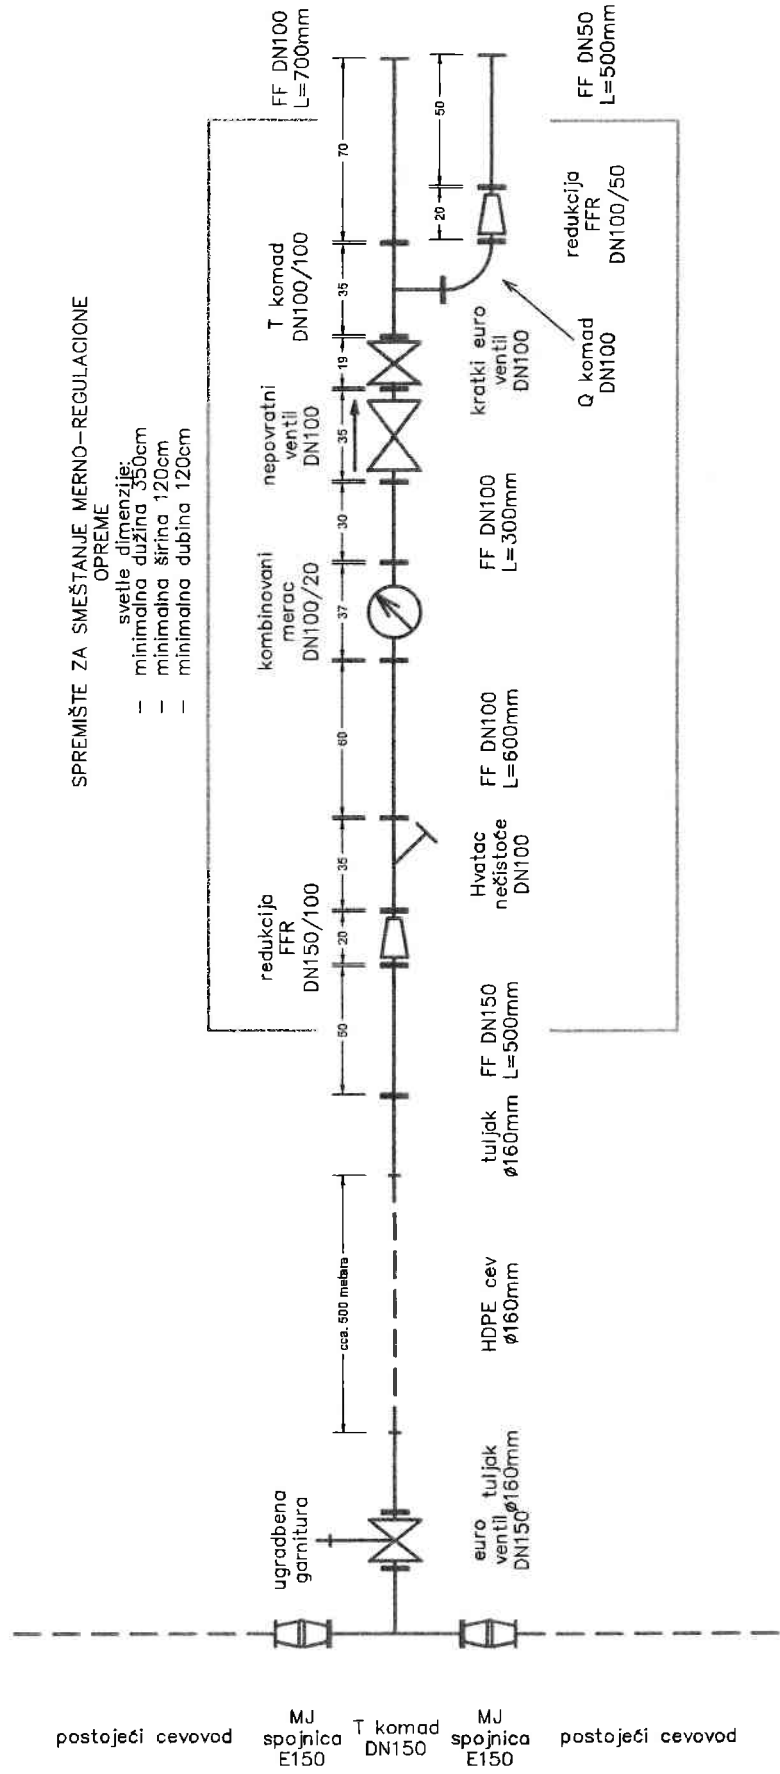 SPREMIŠTE ZA SMEŠTANJE MERNO-REGULACIONE
OPREME
svetle dimenzije:
- minimalna dužina 350cm
- minimalna širina 120cm
- minimalna dubina 120cm
ugradbena
garnitura
redukcija
FFR
DN150/100
kombinovani
merac
DN100/20
nepovratni
ventil
DN100
T komad
DN100/100
FF DN100
L=700mm
cca. 500 metara
50
20
35
60
37
30
35
19
35
70
20
50
euro
ventil
DN150
tuljak
ø160mm
HDPE cev
ø160mm
tuljak
ø160mm
FF DN150
L=500mm
Hvatac
nečistoče
DN100
FF DN100
L=600mm
FF DN100
L=300mm
kratki euro
ventil
DN100
Q komad
DN100
redukcija
FFR
DN100/50
FF DN50
L=500mm
postojeći cevovod
MJ
spojnica
E150
T komad
DN150
MJ
spojnica
E150
postojeći cevovod